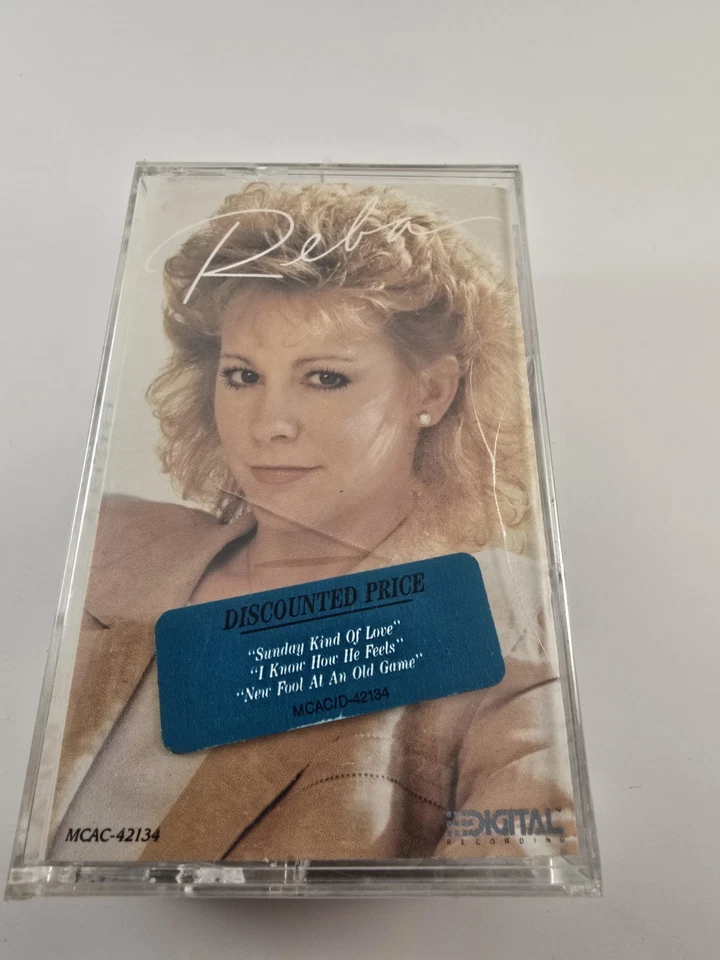 Reba
DISCOUNTED PRICE
"Sunday Kind Of Love"
"I Know How He Feels"
"New Fool At An Old Game"
MCAC/D-42134
MCAC-42134
DIGITAL
RECORDING